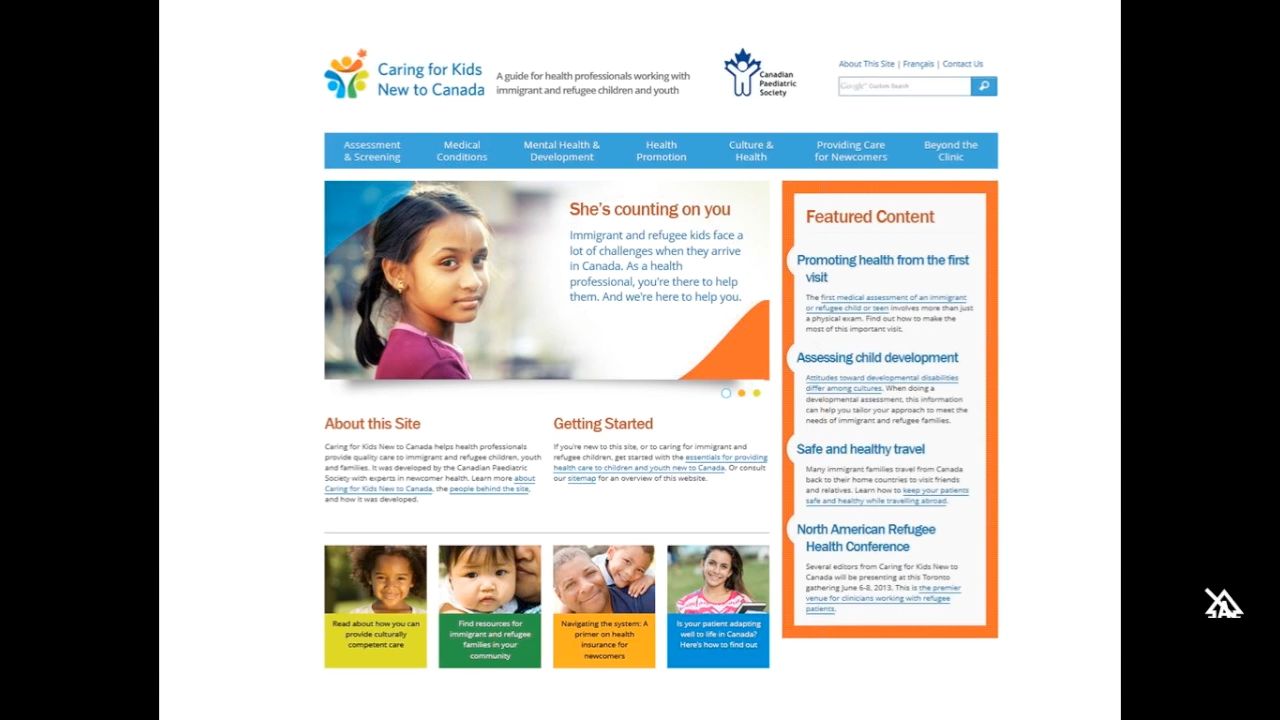 Caring for Kids
New to Canada
A guide for health professionals working with
immigrant and refugee children and youth
Canadian
Paediatric
Society
About This Site | Français | Contact Us
Google™ Custom Search
Assessment
& Screening
Medical
Conditions
Mental Health &
Development
Health
Promotion
Culture &
Health
Providing Care
for Newcomers
Beyond the
Clinic
She's counting on you
Immigrant and refugee kids face a
lot of challenges when they arrive
in Canada. As a health
professional, you're there to help
them. And we're here to help you.
About this Site
Caring for Kids New to Canada helps health professionals
provide quality care to immigrant and refugee children, youth
and families. It was developed by the Canadian Paediatric
Society with experts in newcomer health. Learn more about
Caring for Kids New to Canada, the people behind the site,
and how it was developed.
Getting Started
If you're new to this site, or to caring for immigrant and
refugee children, get started with the essentials for providing
health care to children and youth new to Canada. Or consult
our sitemap for an overview of this website.
Read about how you can
provide culturally
competent care
Find resources for
immigrant and refugee
families in your
community
Navigating the system: A
primer on health
insurance for
newcomers
Is your patient adapting
well to life in Canada?
Here's how to find out
Featured Content
Promoting health from the first
visit
The first medical assessment of an immigrant
or refugee child or teen involves more than just
a physical exam. Find out how to make the
most of this important visit.
Assessing child development
Attitudes toward developmental disabilities
differ among cultures. When doing a
developmental assessment, this information
can help you tailor your approach to meet the
needs of immigrant and refugee families.
Safe and healthy travel
Many immigrant families travel from Canada
back to their home countries to visit friends
and relatives. Learn how to keep your patients
safe and healthy while travelling abroad.
North American Refugee
Health Conference
Several editors from Caring for Kids New to
Canada will be presenting at this Toronto
gathering June 6-8, 2013. This is the premier
venue for clinicians working with refugee
patients.